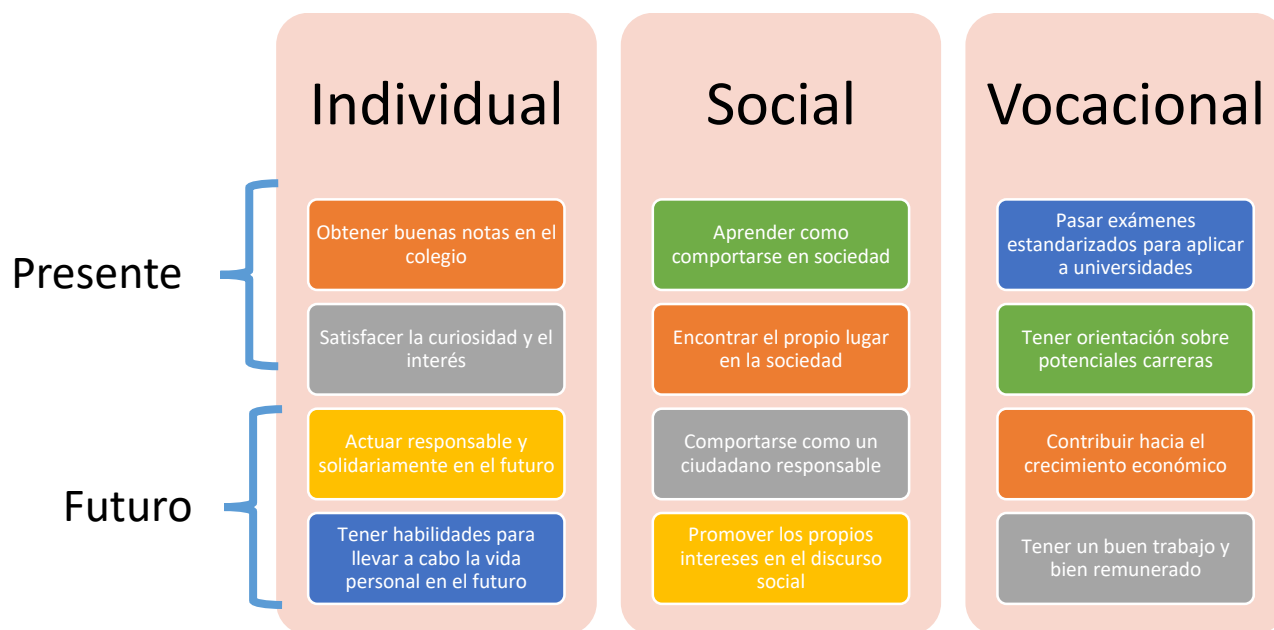 Individual
Social
Vocacional
Presente
Obtener buenas notas en el
colegio
Aprender como
comportarse en sociedad
Pasar exámenes
estandarizados para aplicar
a universidades
Satisfacer la curiosidad y el
interés
Encontrar el propio lugar
en la sociedad
Tener orientación sobre
potenciales carreras
Futuro
Actuar responsable y
solidariamente en el futuro
Comportarse como un
ciudadano responsable
Contribuir hacia el
crecimiento económico
Tener habilidades para
llevar a cabo la vida
personal en el futuro
Promover los propios
intereses en el discurso
social
Tener un buen trabajo y
bien remunerado